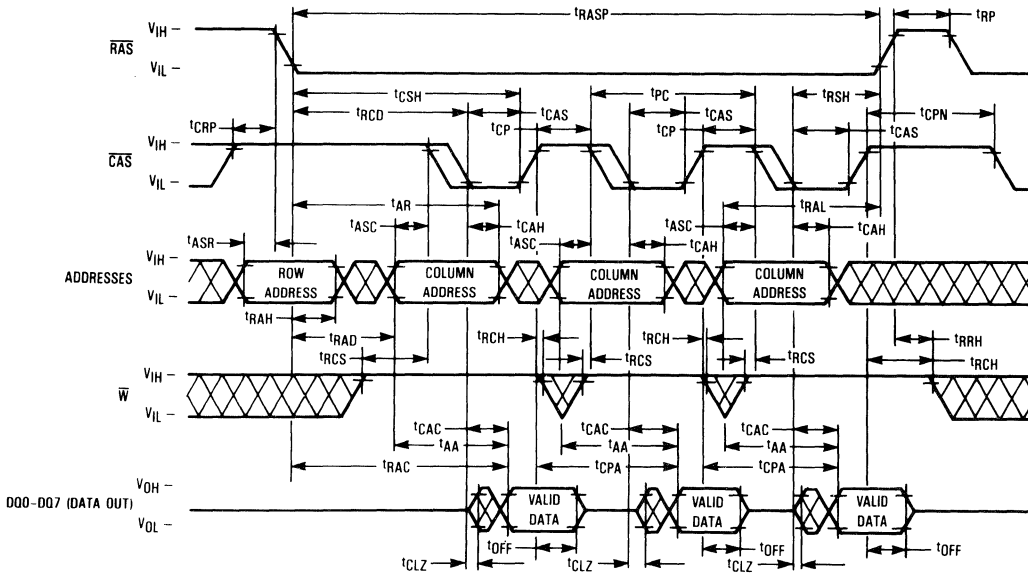 tRASP
tRP
VIH –
RAS
VIL –
tCSH
tPC
tRSH
tRCD
tCAS
tCAS
tCPN
tCRP
tCP
tCP
tCAS
VIH –
CAS
VIL –
tAR
tRAL
tASC
tCAH
tASC
tCAH
tASC
tCAH
tASR
VIH –
ADDRESSES
VIL –
ROW
ADDRESS
COLUMN
ADDRESS
COLUMN
ADDRESS
COLUMN
ADDRESS
tRAH
tRAD
tRCH
tRCH
tRRH
tRCS
tRCS
tRCS
tRCH
VIH –
W
VIL –
tCAC
tCAC
tCAC
tAA
tAA
tAA
tRAC
tCPA
tCPA
VOH –
DQ0–DQ7 (DATA OUT)
VOL –
VALID
DATA
VALID
DATA
VALID
DATA
tOFF
tOFF
tOFF
tCLZ
tCLZ
tCLZ